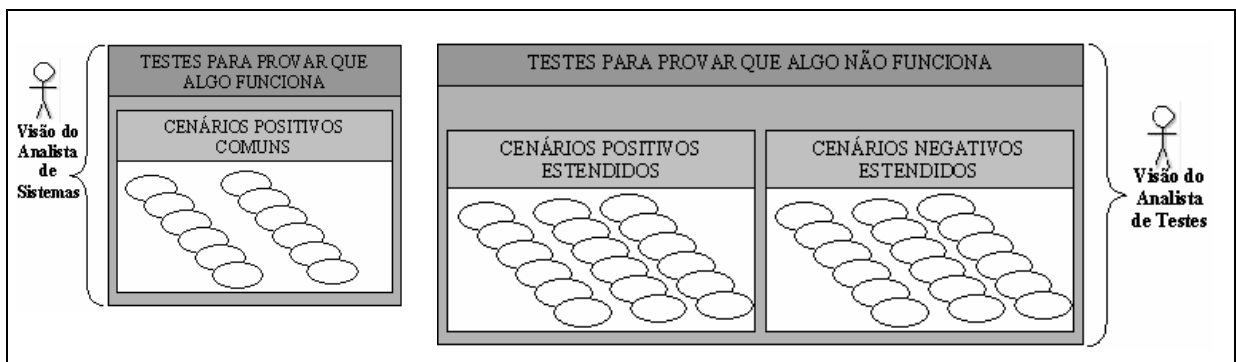 Visão do
Analista
de
Sistemas
TESTES PARA PROVAR QUE
ALGO FUNCIONA
CENÁRIOS POSITIVOS
COMUNS
TESTES PARA PROVAR QUE ALGO NÃO FUNCIONA
CENÁRIOS POSITIVOS
ESTENDIDOS
CENÁRIOS NEGATIVOS
ESTENDIDOS
Visão do
Analista
de Testes